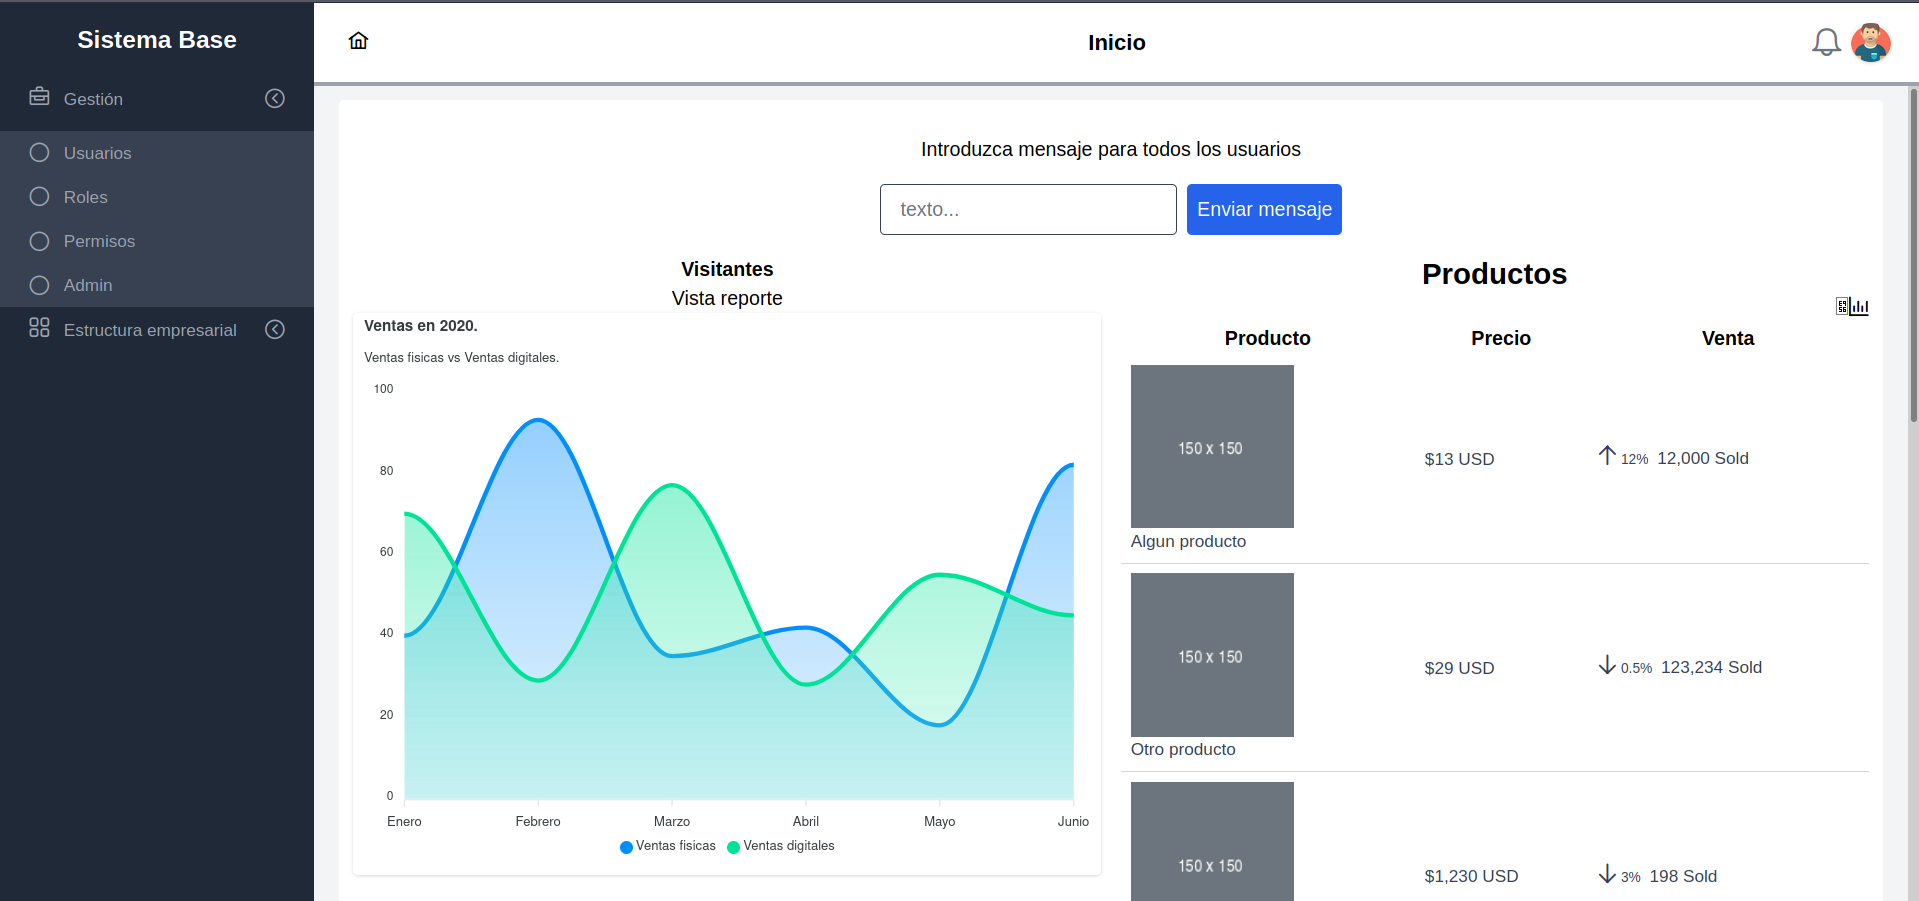 Sistema Base
Gestión
Usuarios
Roles
Permisos
Admin
Estructura empresarial
Inicio
Introduzca mensaje para todos los usuarios
texto...
Enviar mensaje
Visitantes
Vista reporte
Ventas en 2020.
Ventas fisicas vs Ventas digitales.
100
80
60
40
20
0
Enero Febrero Marzo Abril Mayo Junio
Ventas fisicas Ventas digitales
Productos
Producto Precio Venta
150 x 150
$13 USD 12% 12,000 Sold
Algun producto
150 x 150
$29 USD 0.5% 123,234 Sold
Otro producto
150 x 150
$1,230 USD 3% 198 Sold